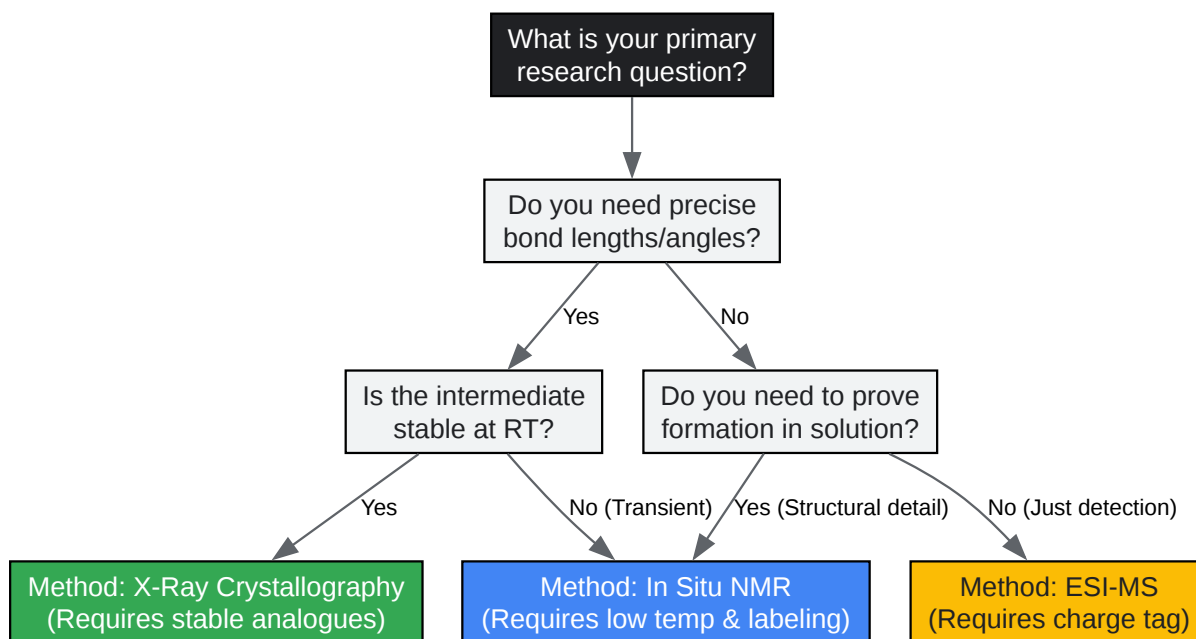 What is your primary
research question?
Do you need precise
bond lengths/angles?
Yes
No
Is the intermediate
stable at RT?
Do you need to prove
formation in solution?
Yes
No (Transient)
Yes (Structural detail)
No (Just detection)
Method: X-Ray Crystallography
(Requires stable analogues)
Method: In Situ NMR
(Requires low temp & labeling)
Method: ESI-MS
(Requires charge tag)